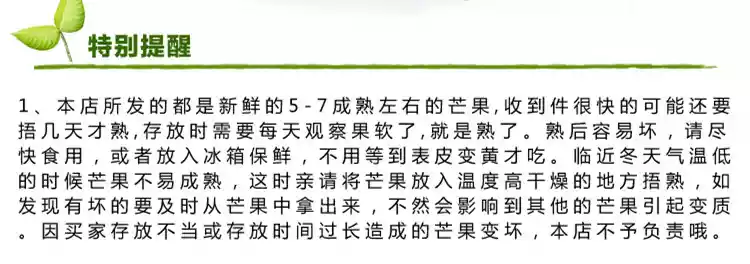 特别提醒
1、本店所发的都是新鲜的5-7成熟左右的芒果,收到件很快的可能还要
捂几天才熟,存放时需要每天观察果软了,就是熟了。熟后容易坏，请尽
快食用，或者放入冰箱保鲜，不用等到表皮变黄才吃。临近冬天气温低
的时候芒果不易成熟，这时亲请将芒果放入温度高干燥的地方捂熟，如
发现有坏的要及时从芒果中拿出来，不然会影响到其他的芒果引起变质
。因买家存放不当或存放时间过长造成的芒果变坏，本店不予负责哦。